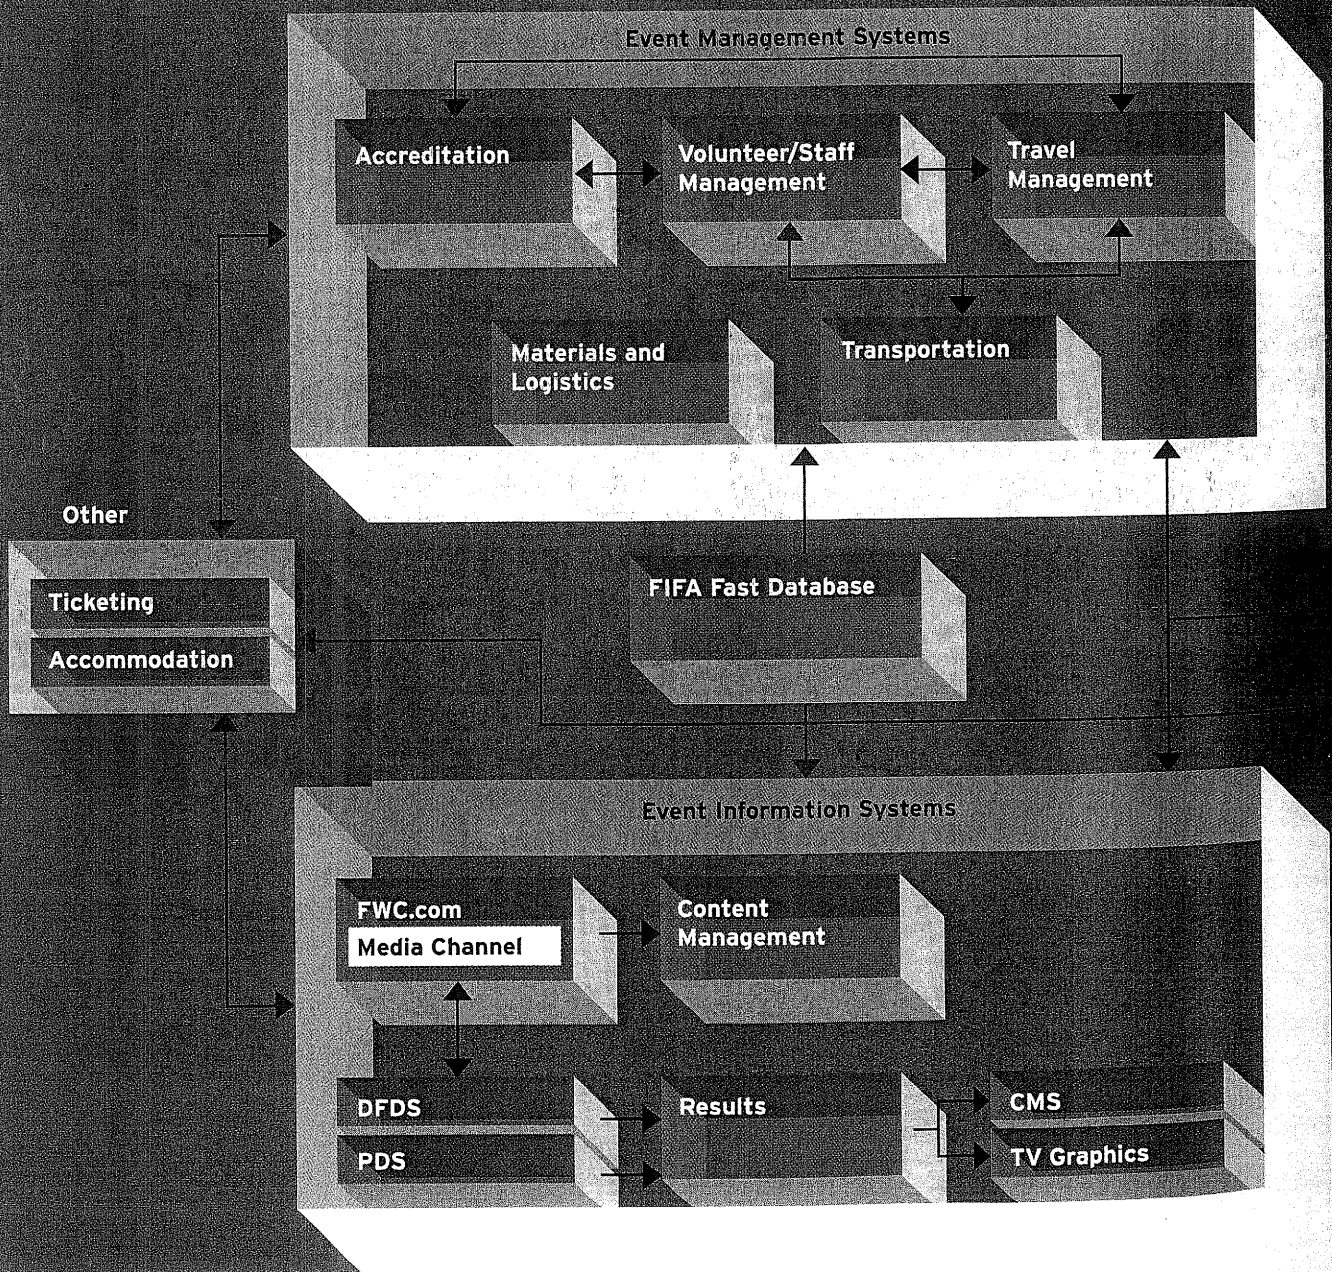 Event Management Systems
Accreditation
Volunteer/Staff
Management
Travel
Management
Materials and
Logistics
Transportation
Other
Ticketing
Accommodation
FIFA Fast Database
Event Information Systems
FWC.com
Media Channel
Content
Management
DFDS
PDS
Results
CMS
TV Graphics